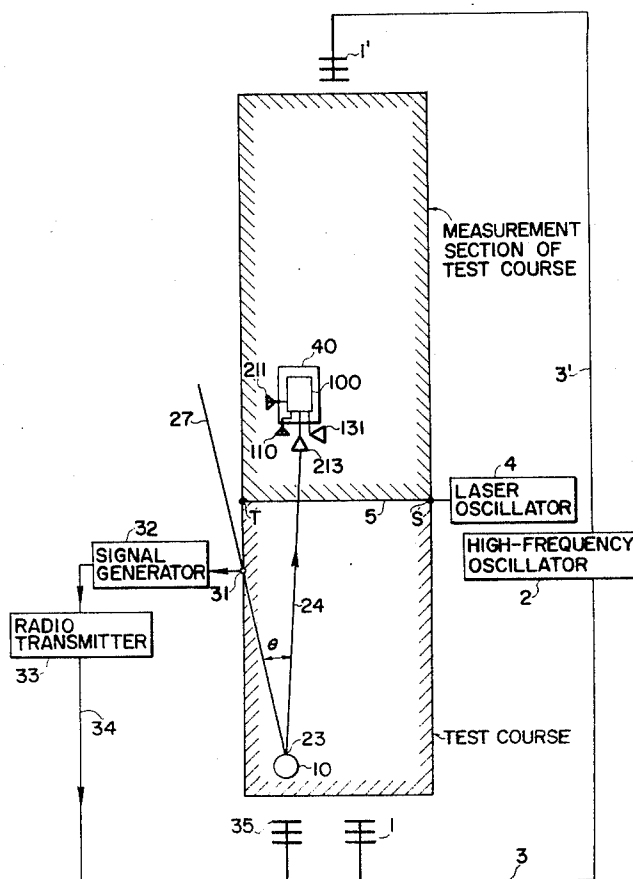 1'
MEASUREMENT
SECTION OF
TEST COURSE
40
211
100
3'
27
110
131
213
4
LASER
OSCILLATOR
T
5
S
32
SIGNAL
GENERATOR
HIGH-FREQUENCY
OSCILLATOR
31
2
24
RADIO
TRANSMITTER
33
θ
34
23
TEST COURSE
10
35
1
3